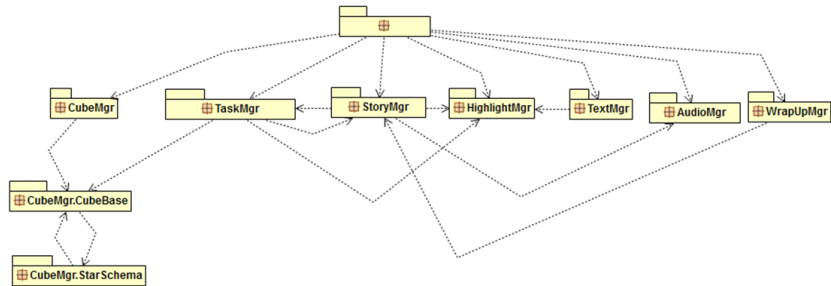 CubeMgr
TaskMgr
StoryMgr
HighlightMgr
TextMgr
AudioMgr
WrapUpMgr
CubeMgr.CubeBase
CubeMgr.StarSchema